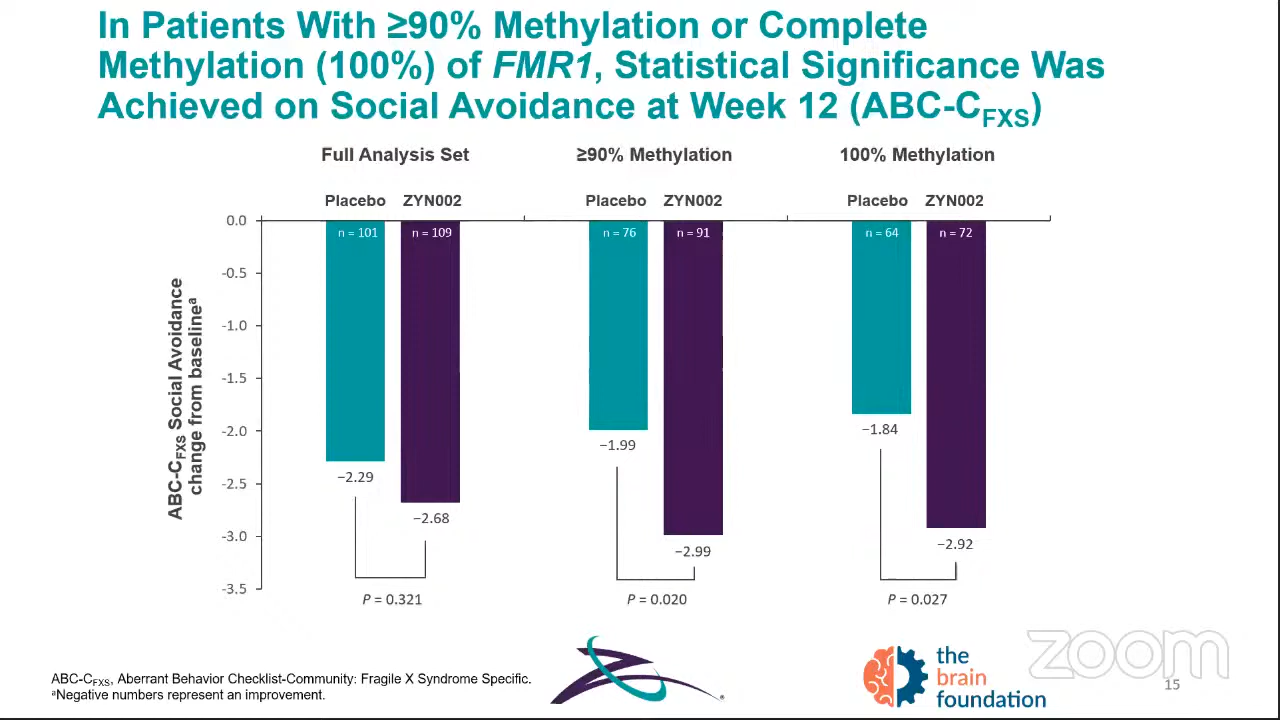 In Patients With ≥90% Methylation or Complete
Methylation (100%) of FMR1, Statistical Significance Was
Achieved on Social Avoidance at Week 12 (ABC-CFXS)
Full Analysis Set
≥90% Methylation
100% Methylation
Placebo ZYN002
Placebo ZYN002
Placebo ZYN002
ABC-CFXS Social Avoidance
change from baselineª
0.0
-0.5
-1.0
-1.5
-2.0
-2.5
-3.0
-3.5
n = 101
n = 109
n = 76
n = 91
n = 64
n = 72
−2.29
−2.68
−1.99
−2.99
−1.84
−2.92
P = 0.321
P = 0.020
P = 0.027
ABC-CFXS, Aberrant Behavior Checklist-Community: Fragile X Syndrome Specific.
ªNegative numbers represent an improvement.
the
brain
foundation
zoom
15